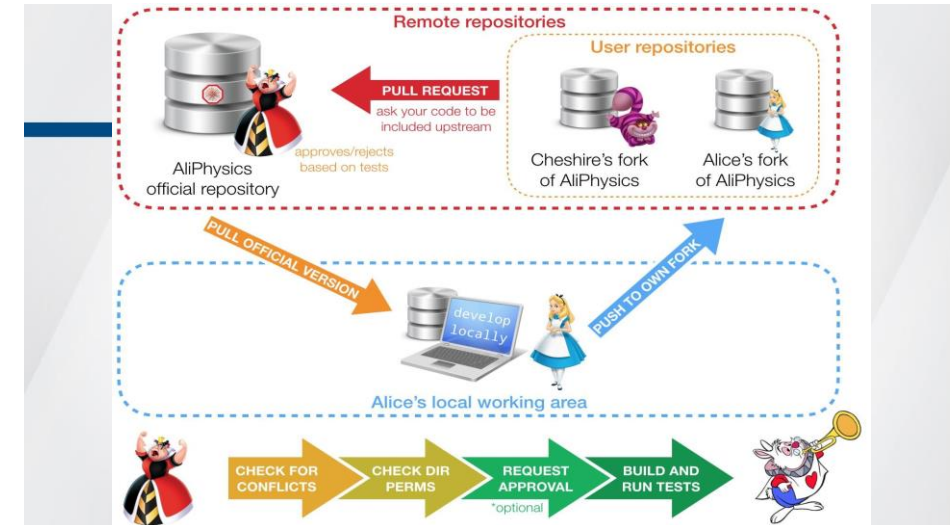 Remote repositories
User repositories
PULL REQUEST
ask your code to be
included upstream
approves/rejects
based on tests
AliPhysics
official repository
Cheshire's fork
of AliPhysics
Alice's fork
of AliPhysics
PULL OFFICIAL VERSION
develop
locally
PUSH TO OWN FORK
Alice's local working area
CHECK FOR
CONFLICTS
CHECK DIR
PERMS
REQUEST
APPROVAL
*optional
BUILD AND
RUN TESTS